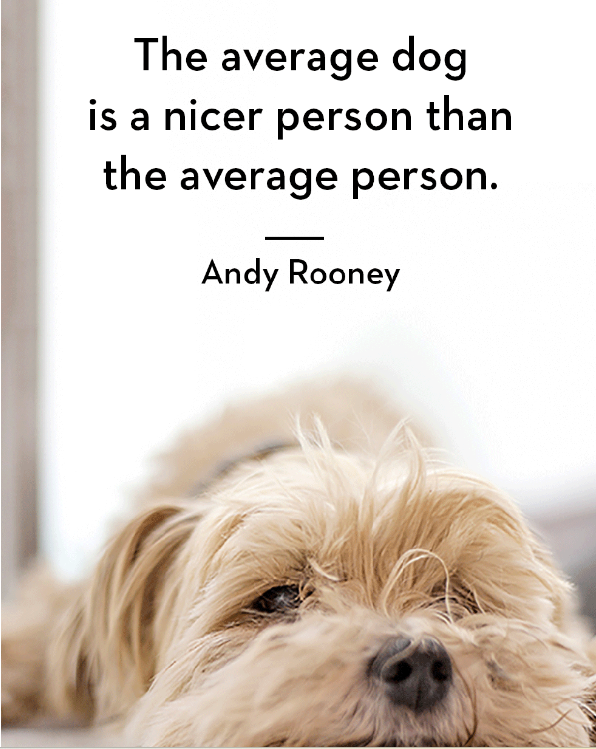 The average dog
is a nicer person than
the average person.
Andy Rooney